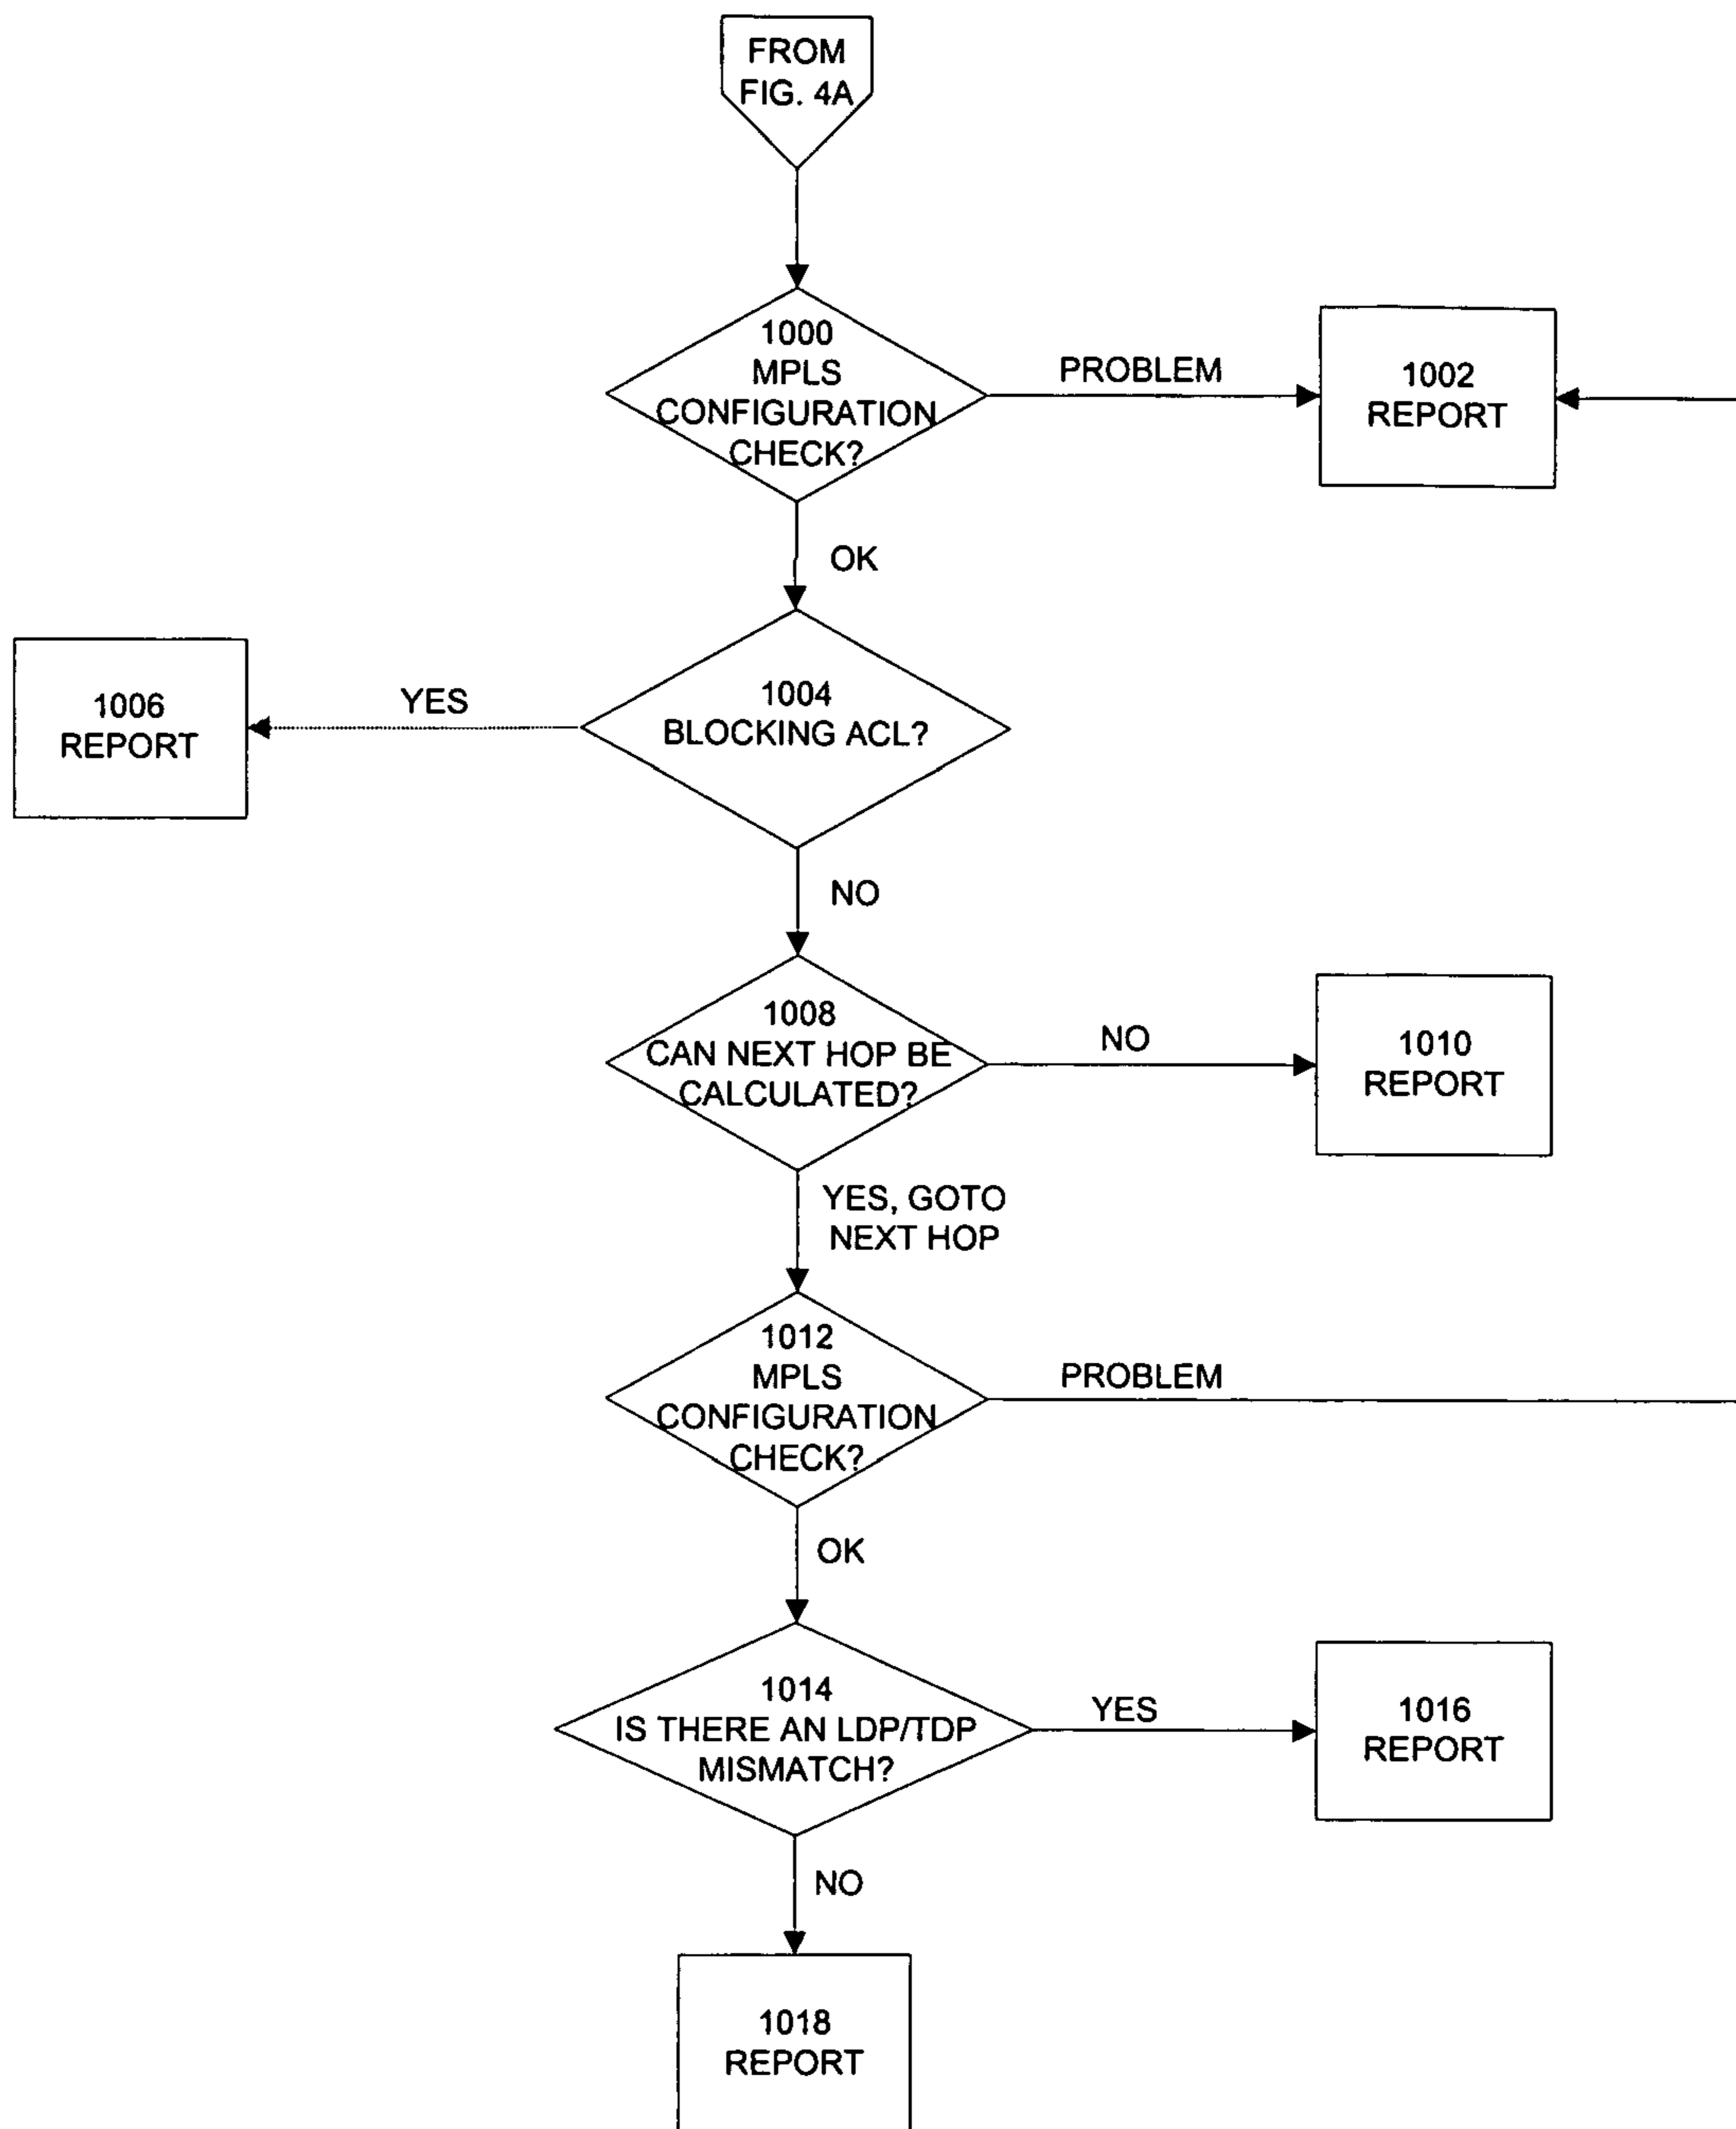 FROM
FIG. 4A
1000
MPLS
CONFIGURATION
CHECK?
PROBLEM
1002
REPORT
OK
1004
BLOCKING ACL?
YES
1006
REPORT
NO
1008
CAN NEXT HOP BE
CALCULATED?
NO
1010
REPORT
YES, GOTO
NEXT HOP
1012
MPLS
CONFIGURATION
CHECK?
PROBLEM
OK
1014
IS THERE AN LDP/TDP
MISMATCH?
YES
1016
REPORT
NO
1018
REPORT